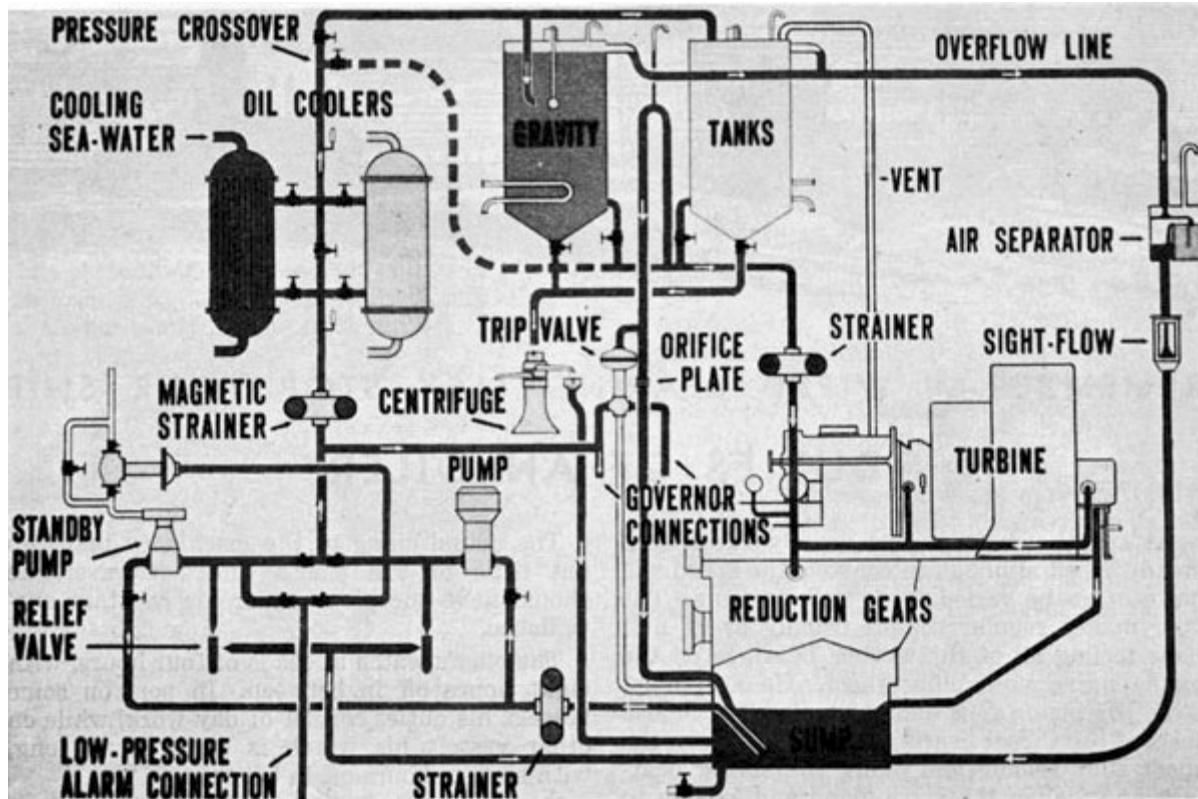 PRESSURE CROSSOVER
OVERFLOW LINE
COOLING
SEA-WATER
OIL COOLERS
GRAVITY
TANKS
VENT
AIR SEPARATOR
TRIP VALVE
ORIFICE
PLATE
STRAINER
SIGHT-FLOW
MAGNETIC
STRAINER
CENTRIFUGE
PUMP
TURBINE
GOVERNOR
CONNECTIONS
STANDBY
PUMP
RELIEF
VALVE
REDUCTION GEARS
SUMP
LOW-PRESSURE
ALARM CONNECTION
STRAINER